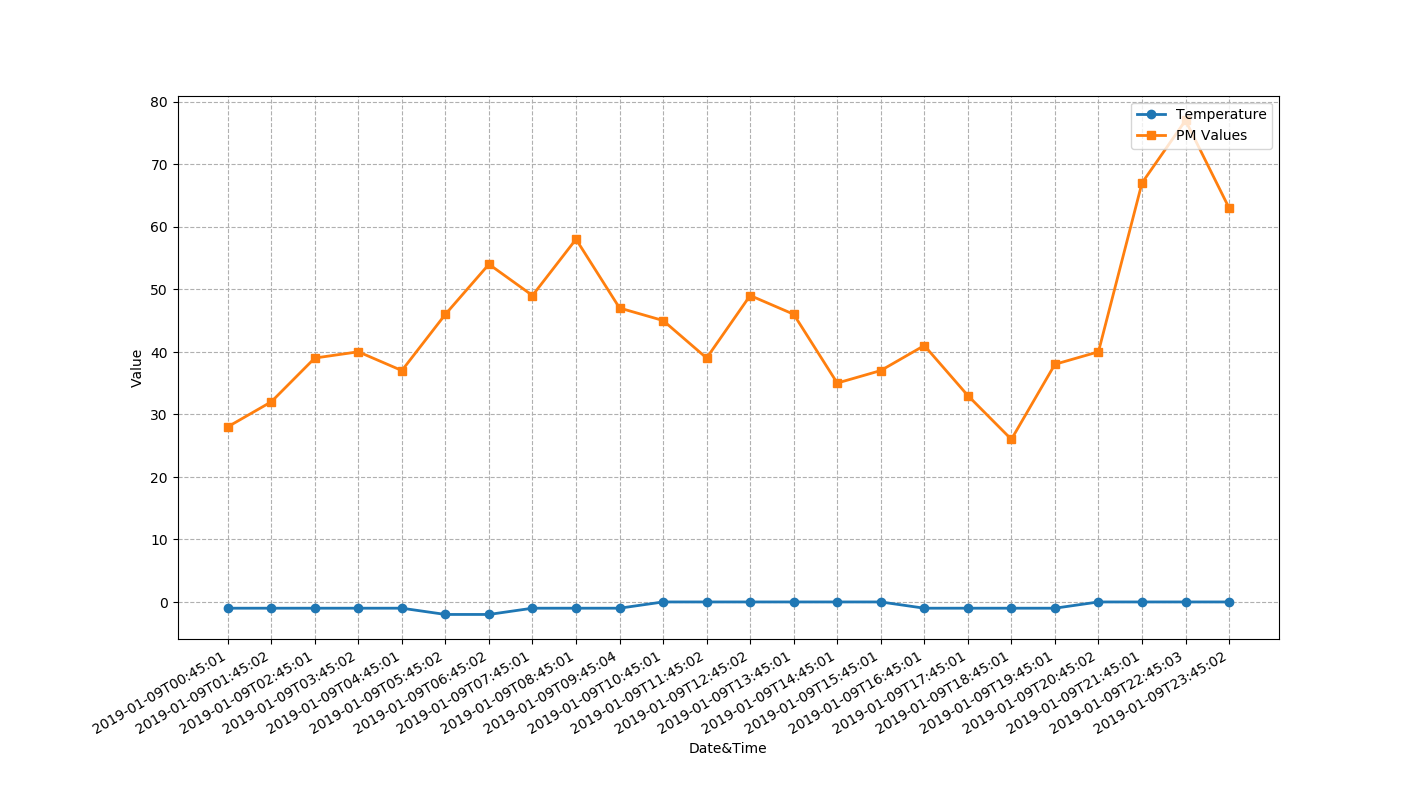 80
70
60
50
40
30
20
10
0
Value
Temperature
PM Values
2019-01-09T00:45:01
2019-01-09T01:45:02
2019-01-09T02:45:01
2019-01-09T03:45:02
2019-01-09T04:45:01
2019-01-09T05:45:02
2019-01-09T06:45:02
2019-01-09T07:45:01
2019-01-09T08:45:01
2019-01-09T09:45:04
2019-01-09T10:45:01
2019-01-09T11:45:02
2019-01-09T12:45:02
2019-01-09T13:45:01
2019-01-09T14:45:01
2019-01-09T15:45:01
2019-01-09T16:45:01
2019-01-09T17:45:01
2019-01-09T18:45:01
2019-01-09T19:45:01
2019-01-09T20:45:02
2019-01-09T21:45:01
2019-01-09T22:45:03
2019-01-09T23:45:02
Date&Time